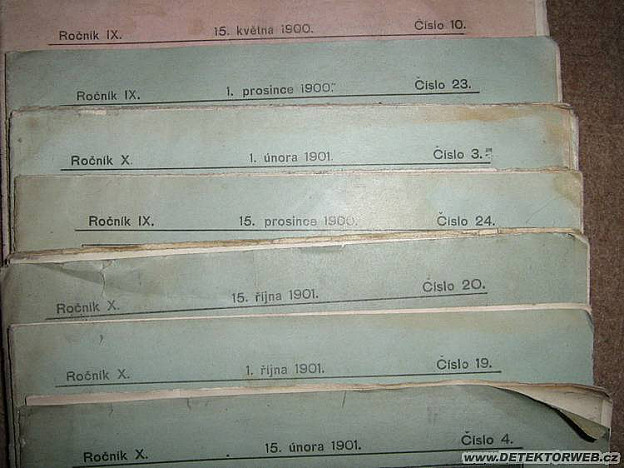 Ročník IX. 15. května 1900. Číslo 10.
Ročník IX. 1. prosince 1900. Číslo 23.
Ročník X. 1. února 1901. Číslo 3.
Ročník IX. 15. prosince 1900. Číslo 24.
Ročník X. 15. října 1901. Číslo 20.
Ročník X. 1. října 1901. Číslo 19.
Ročník X. 15. února 1901. Číslo 4.
WWW.DETEKTORWEB.CZ